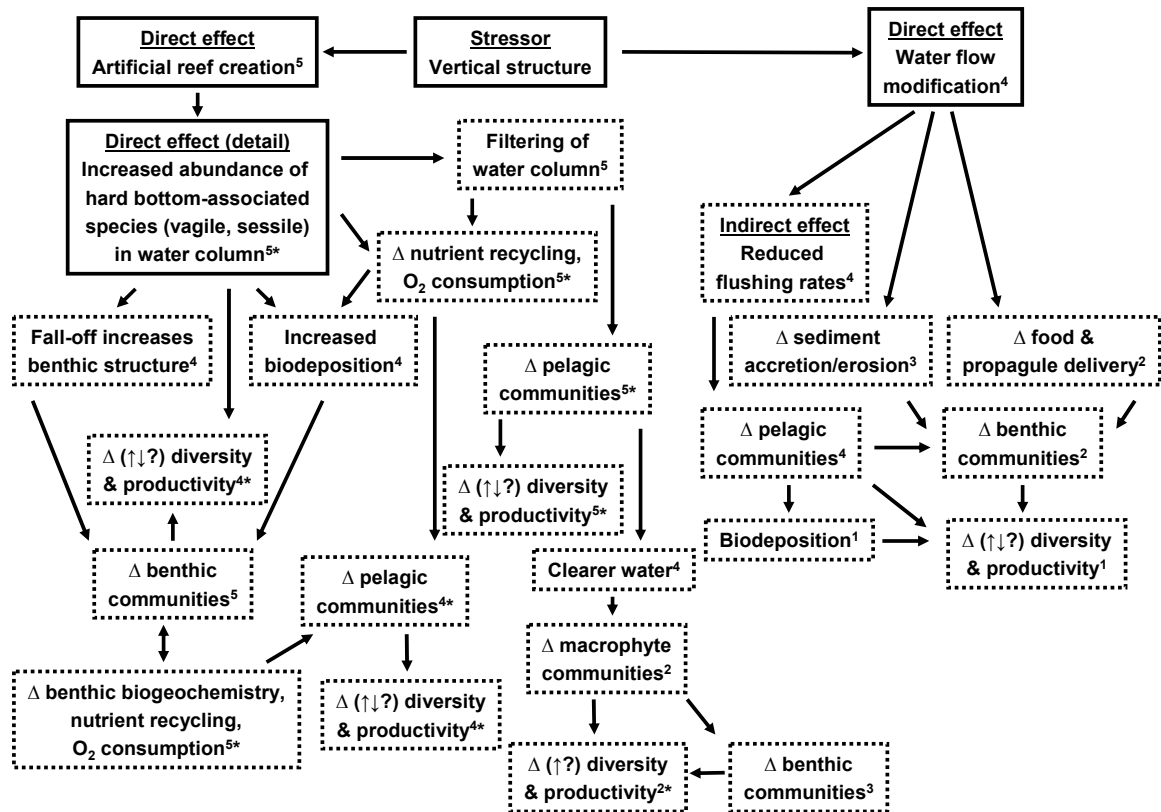 Direct effect
Artificial reef creation⁵
Stressor
Vertical structure
Direct effect
Water flow
modification⁴
Direct effect (detail)
Increased abundance of
hard bottom-associated
species (vagile, sessile)
in water column⁵*
Filtering of
water column⁵
Δ nutrient recycling,
O₂ consumption⁵*
Indirect effect
Reduced
flushing rates⁴
Fall-off increases
benthic structure⁴
Increased
biodeposition⁴
Δ pelagic
communities⁵*
Δ sediment
accretion/erosion³
Δ food &
propagule delivery²
Δ (↑↓?) diversity
& productivity⁴*
Δ (↑↓?) diversity
& productivity⁵*
Δ pelagic
communities⁴
Δ benthic
communities²
Biodeposition¹
Δ (↑↓?) diversity
& productivity¹
Δ benthic
communities⁵
Δ pelagic
communities⁴*
Clearer water⁴
Δ macrophyte
communities²
Δ benthic biogeochemistry,
nutrient recycling,
O₂ consumption⁵*
Δ (↑↓?) diversity
& productivity⁴*
Δ (↑?) diversity
& productivity²*
Δ benthic
communities³